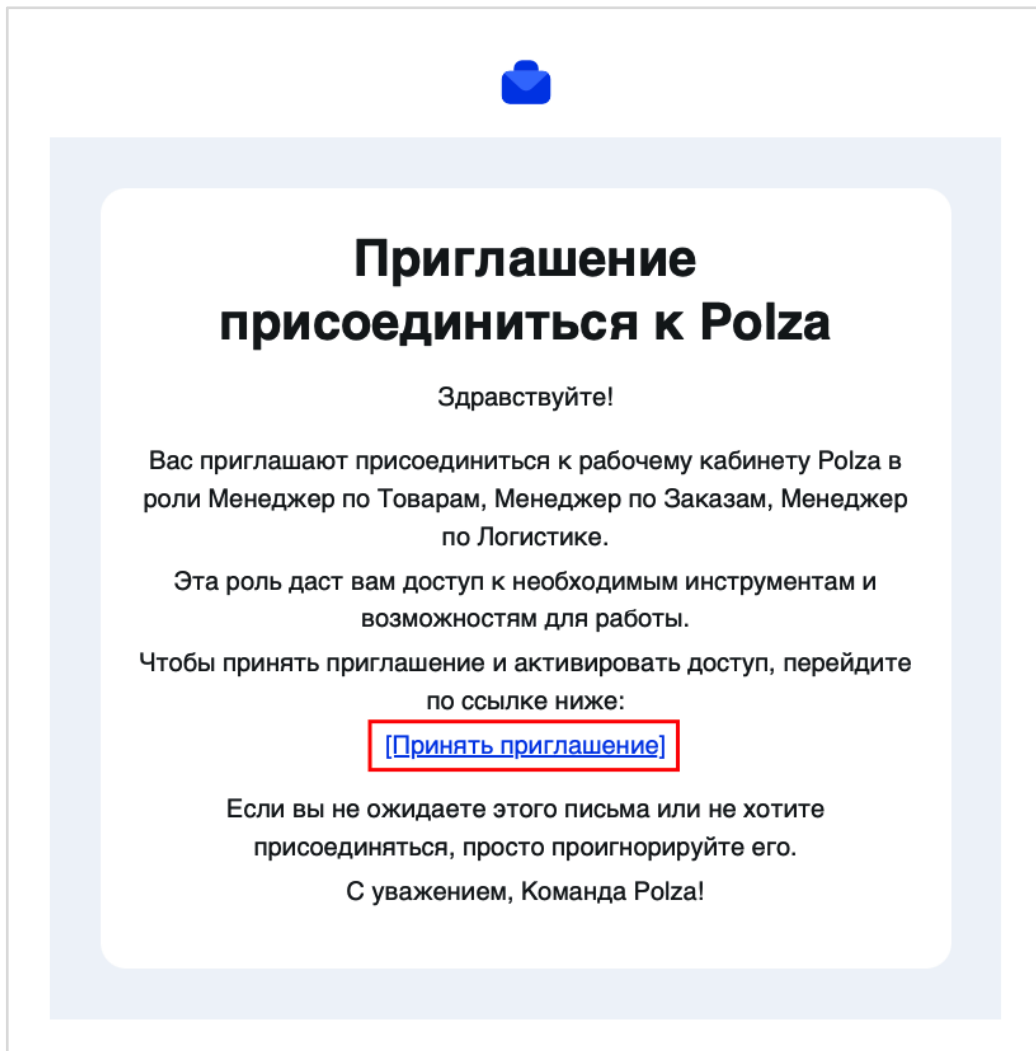 Приглашение
присоединиться к Polza
Здравствуйте!
Вас приглашают присоединиться к рабочему кабинету Polza в
роли Менеджер по Товарам, Менеджер по Заказам, Менеджер
по Логистике.
Эта роль даст вам доступ к необходимым инструментам и
возможностям для работы.
Чтобы принять приглашение и активировать доступ, перейдите
по ссылке ниже:
[Принять приглашение]
Если вы не ожидаете этого письма или не хотите
присоединяться, просто проигнорируйте его.
С уважением, Команда Polza!